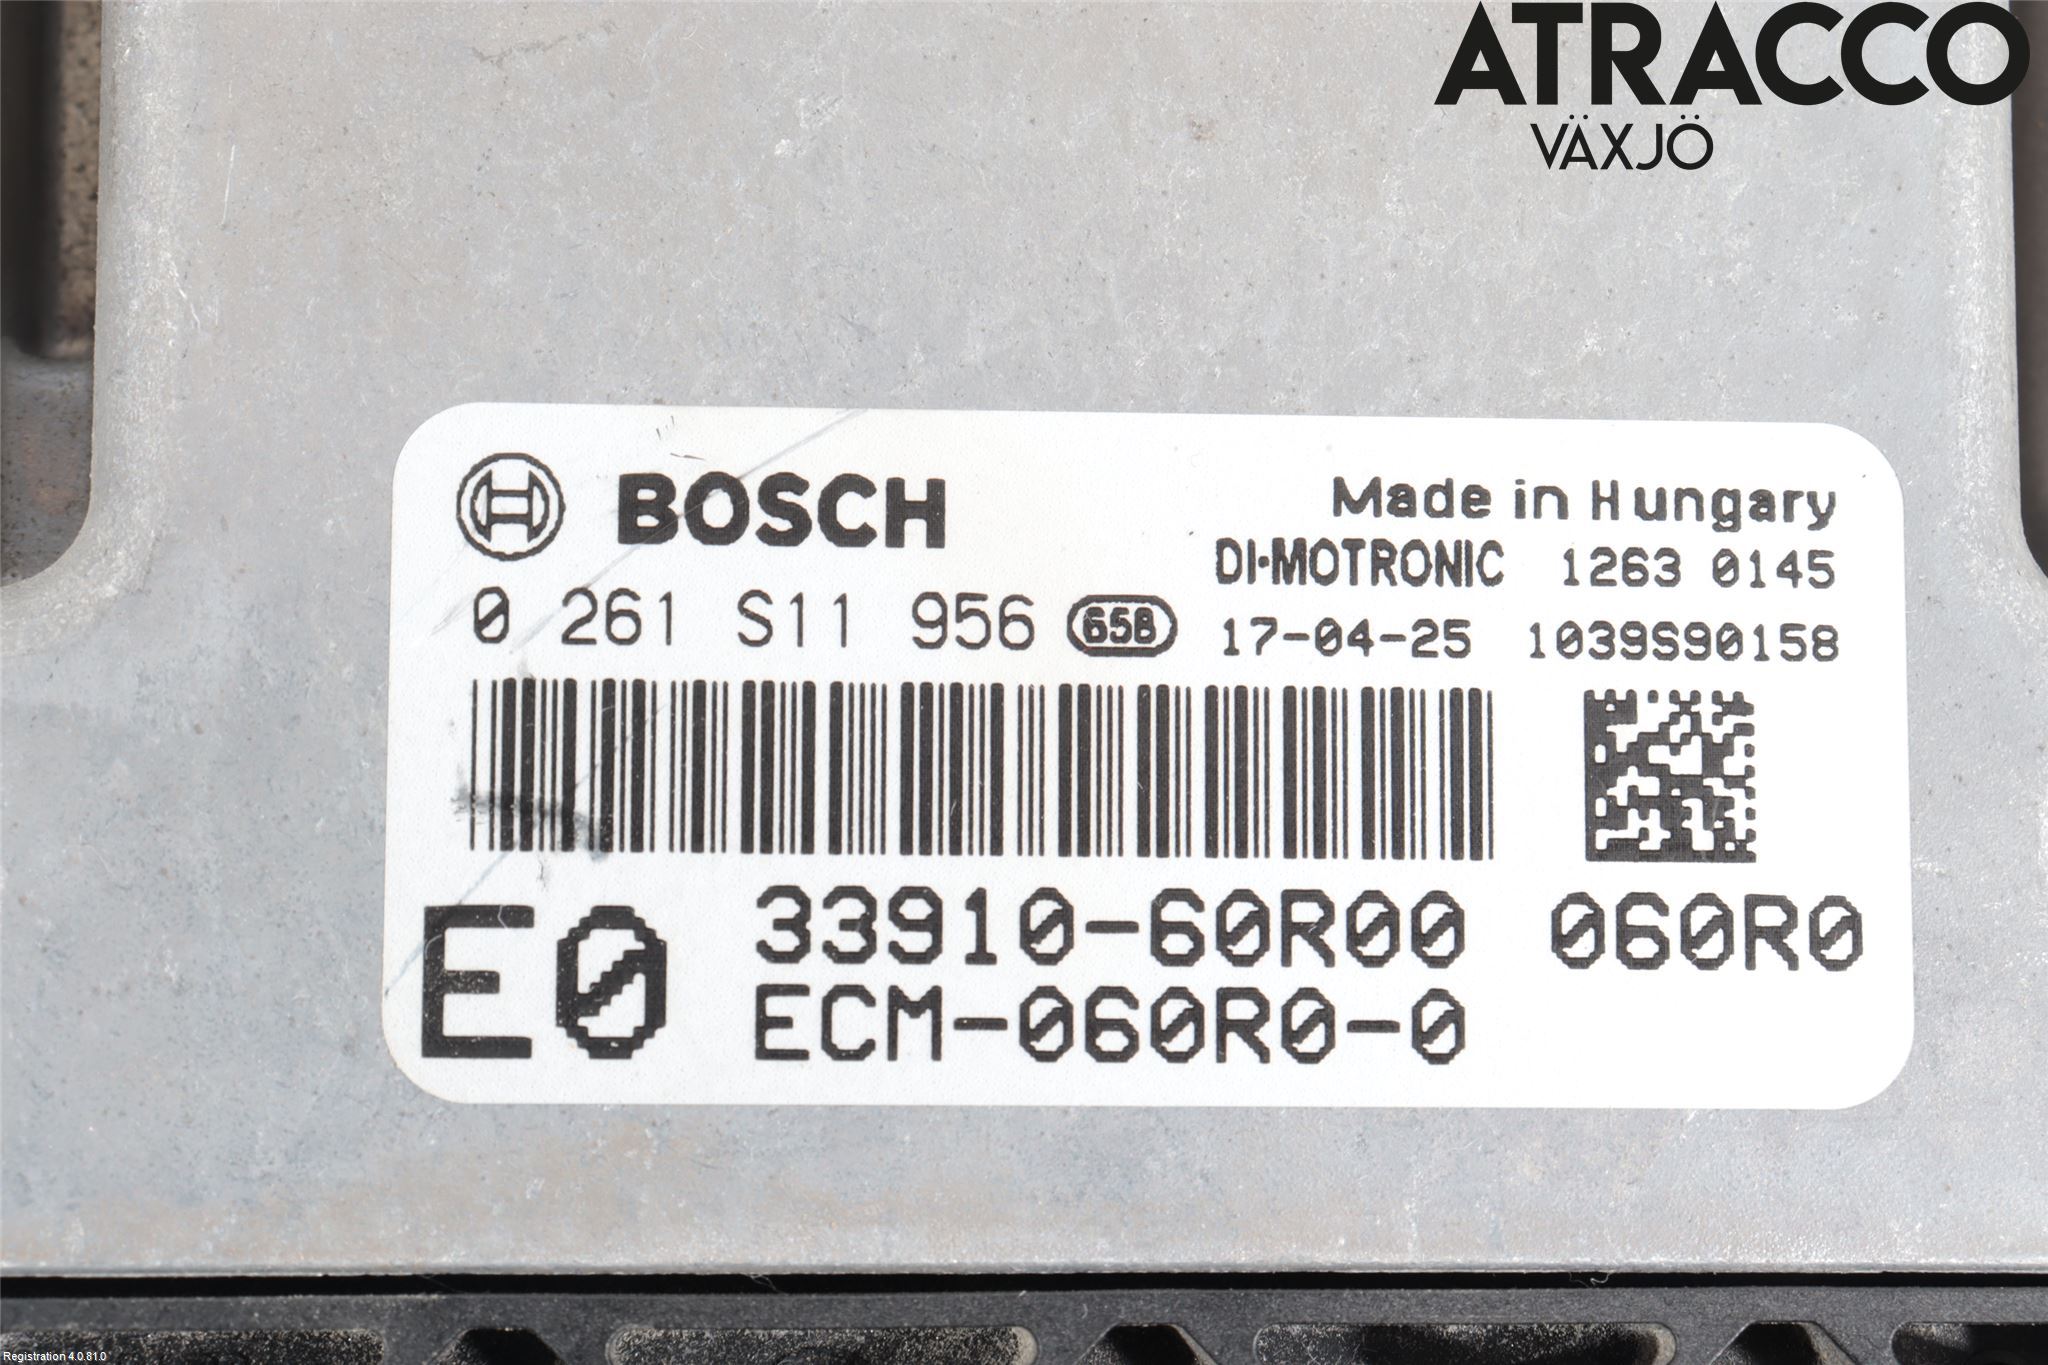 ATRACCO
VÄXJÖ
BOSCH
Made in Hungary
DI·MOTRONIC 1263 0145
0 261 S11 956 658 17-04-25 1039S90158
E0 33910-60R00 060R0
ECM-060R0-0
Registration 4.0.81.0